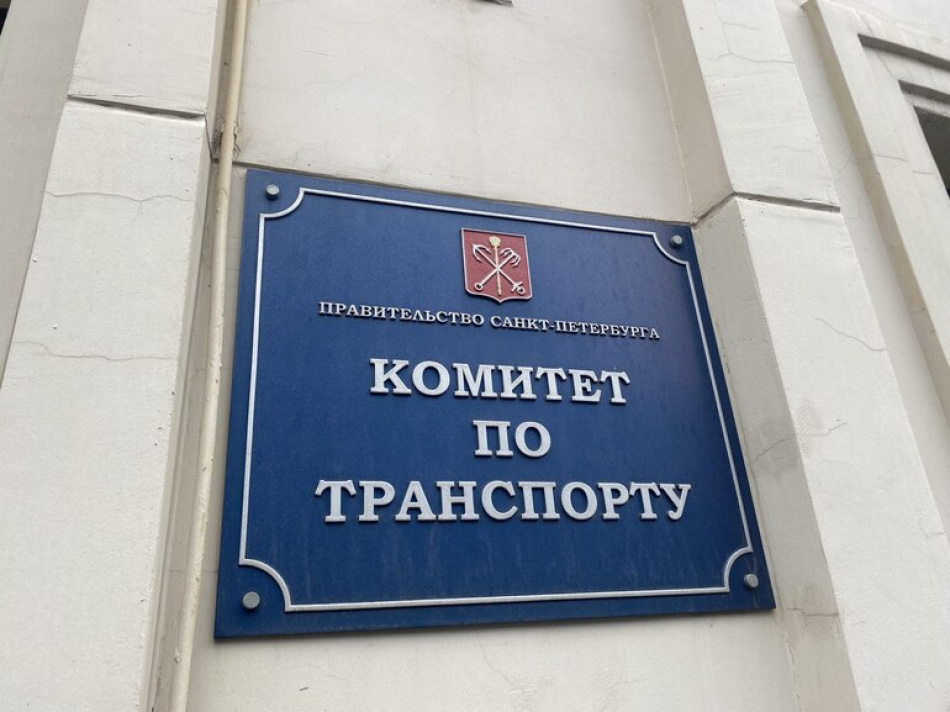 ПРАВИТЕЛЬСТВО САНКТ-ПЕТЕРБУРГА
КОМИТЕТ
ПО
ТРАНСПОРТУ